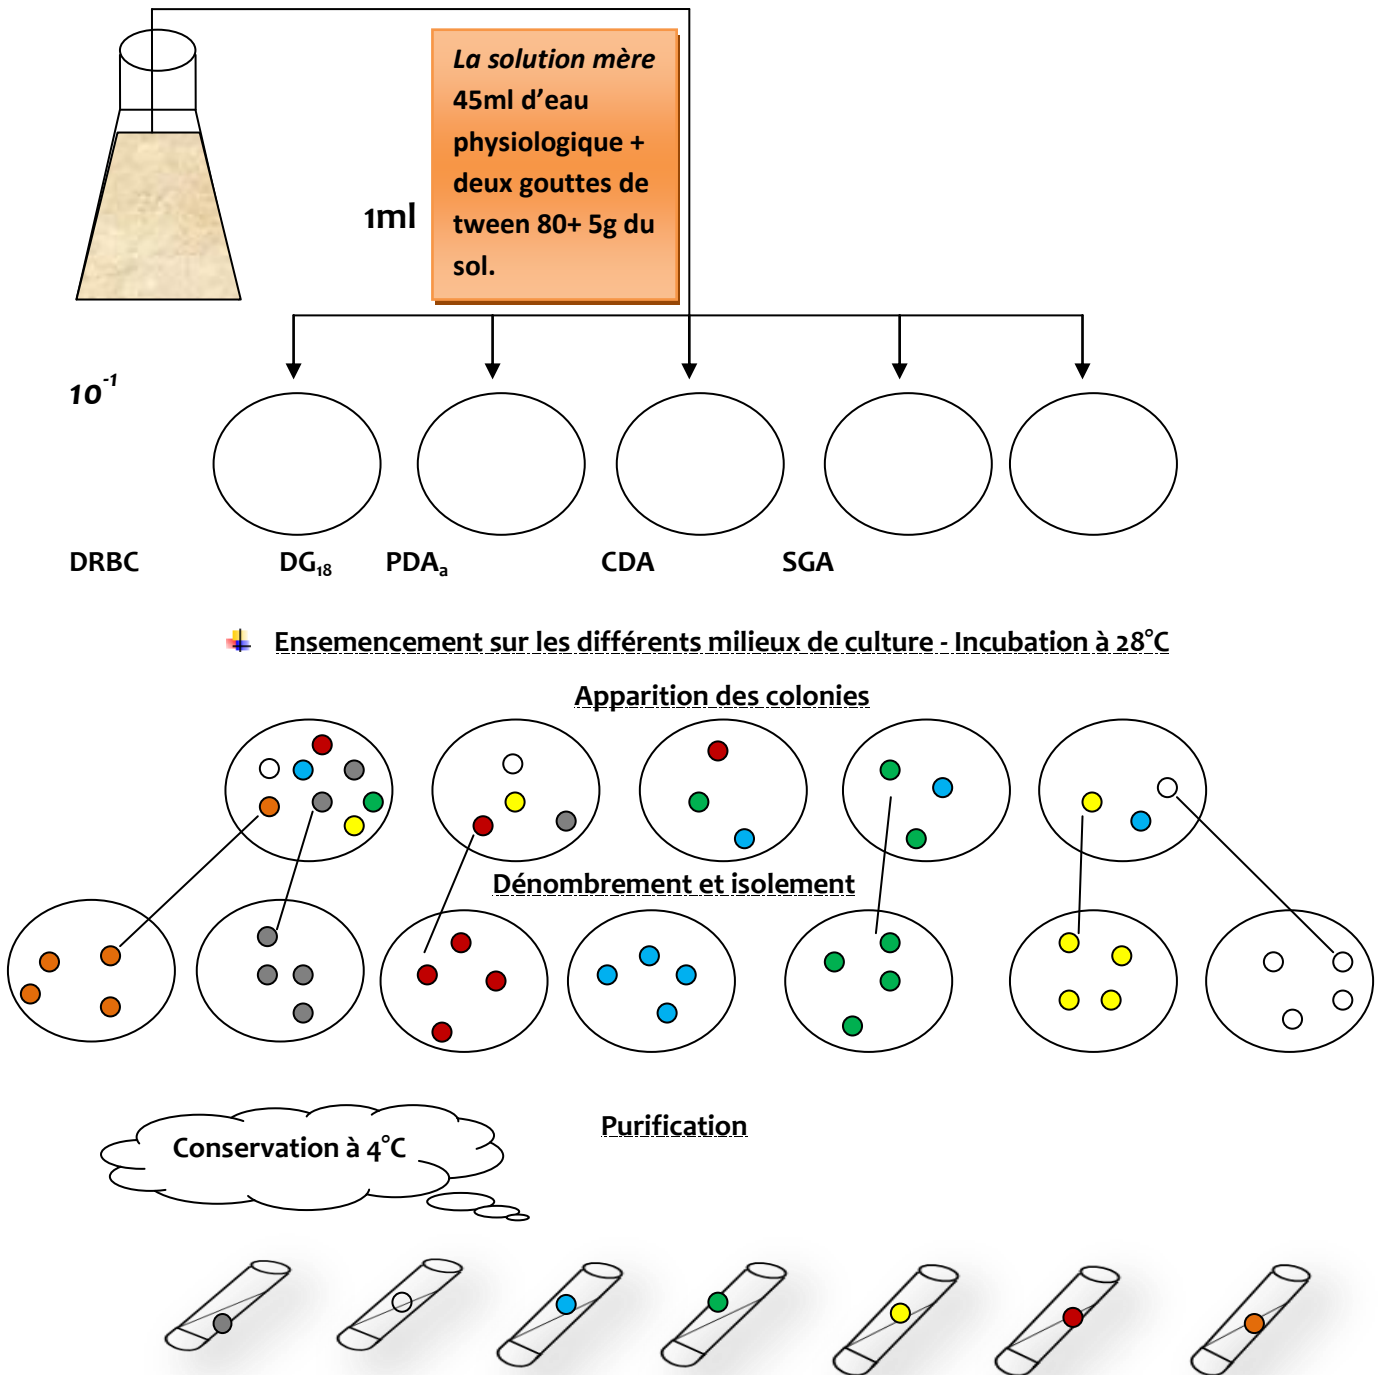 La solution mère
45ml d'eau
physiologique +
deux gouttes de
tween 80+ 5g du
sol.
1ml
10⁻¹
DRBC DG₁₈ PDAₐ CDA SGA
Ensemencement sur les différents milieux de culture - Incubation à 28°C
Apparition des colonies
Dénombrement et isolement
Purification
Conservation à 4°C